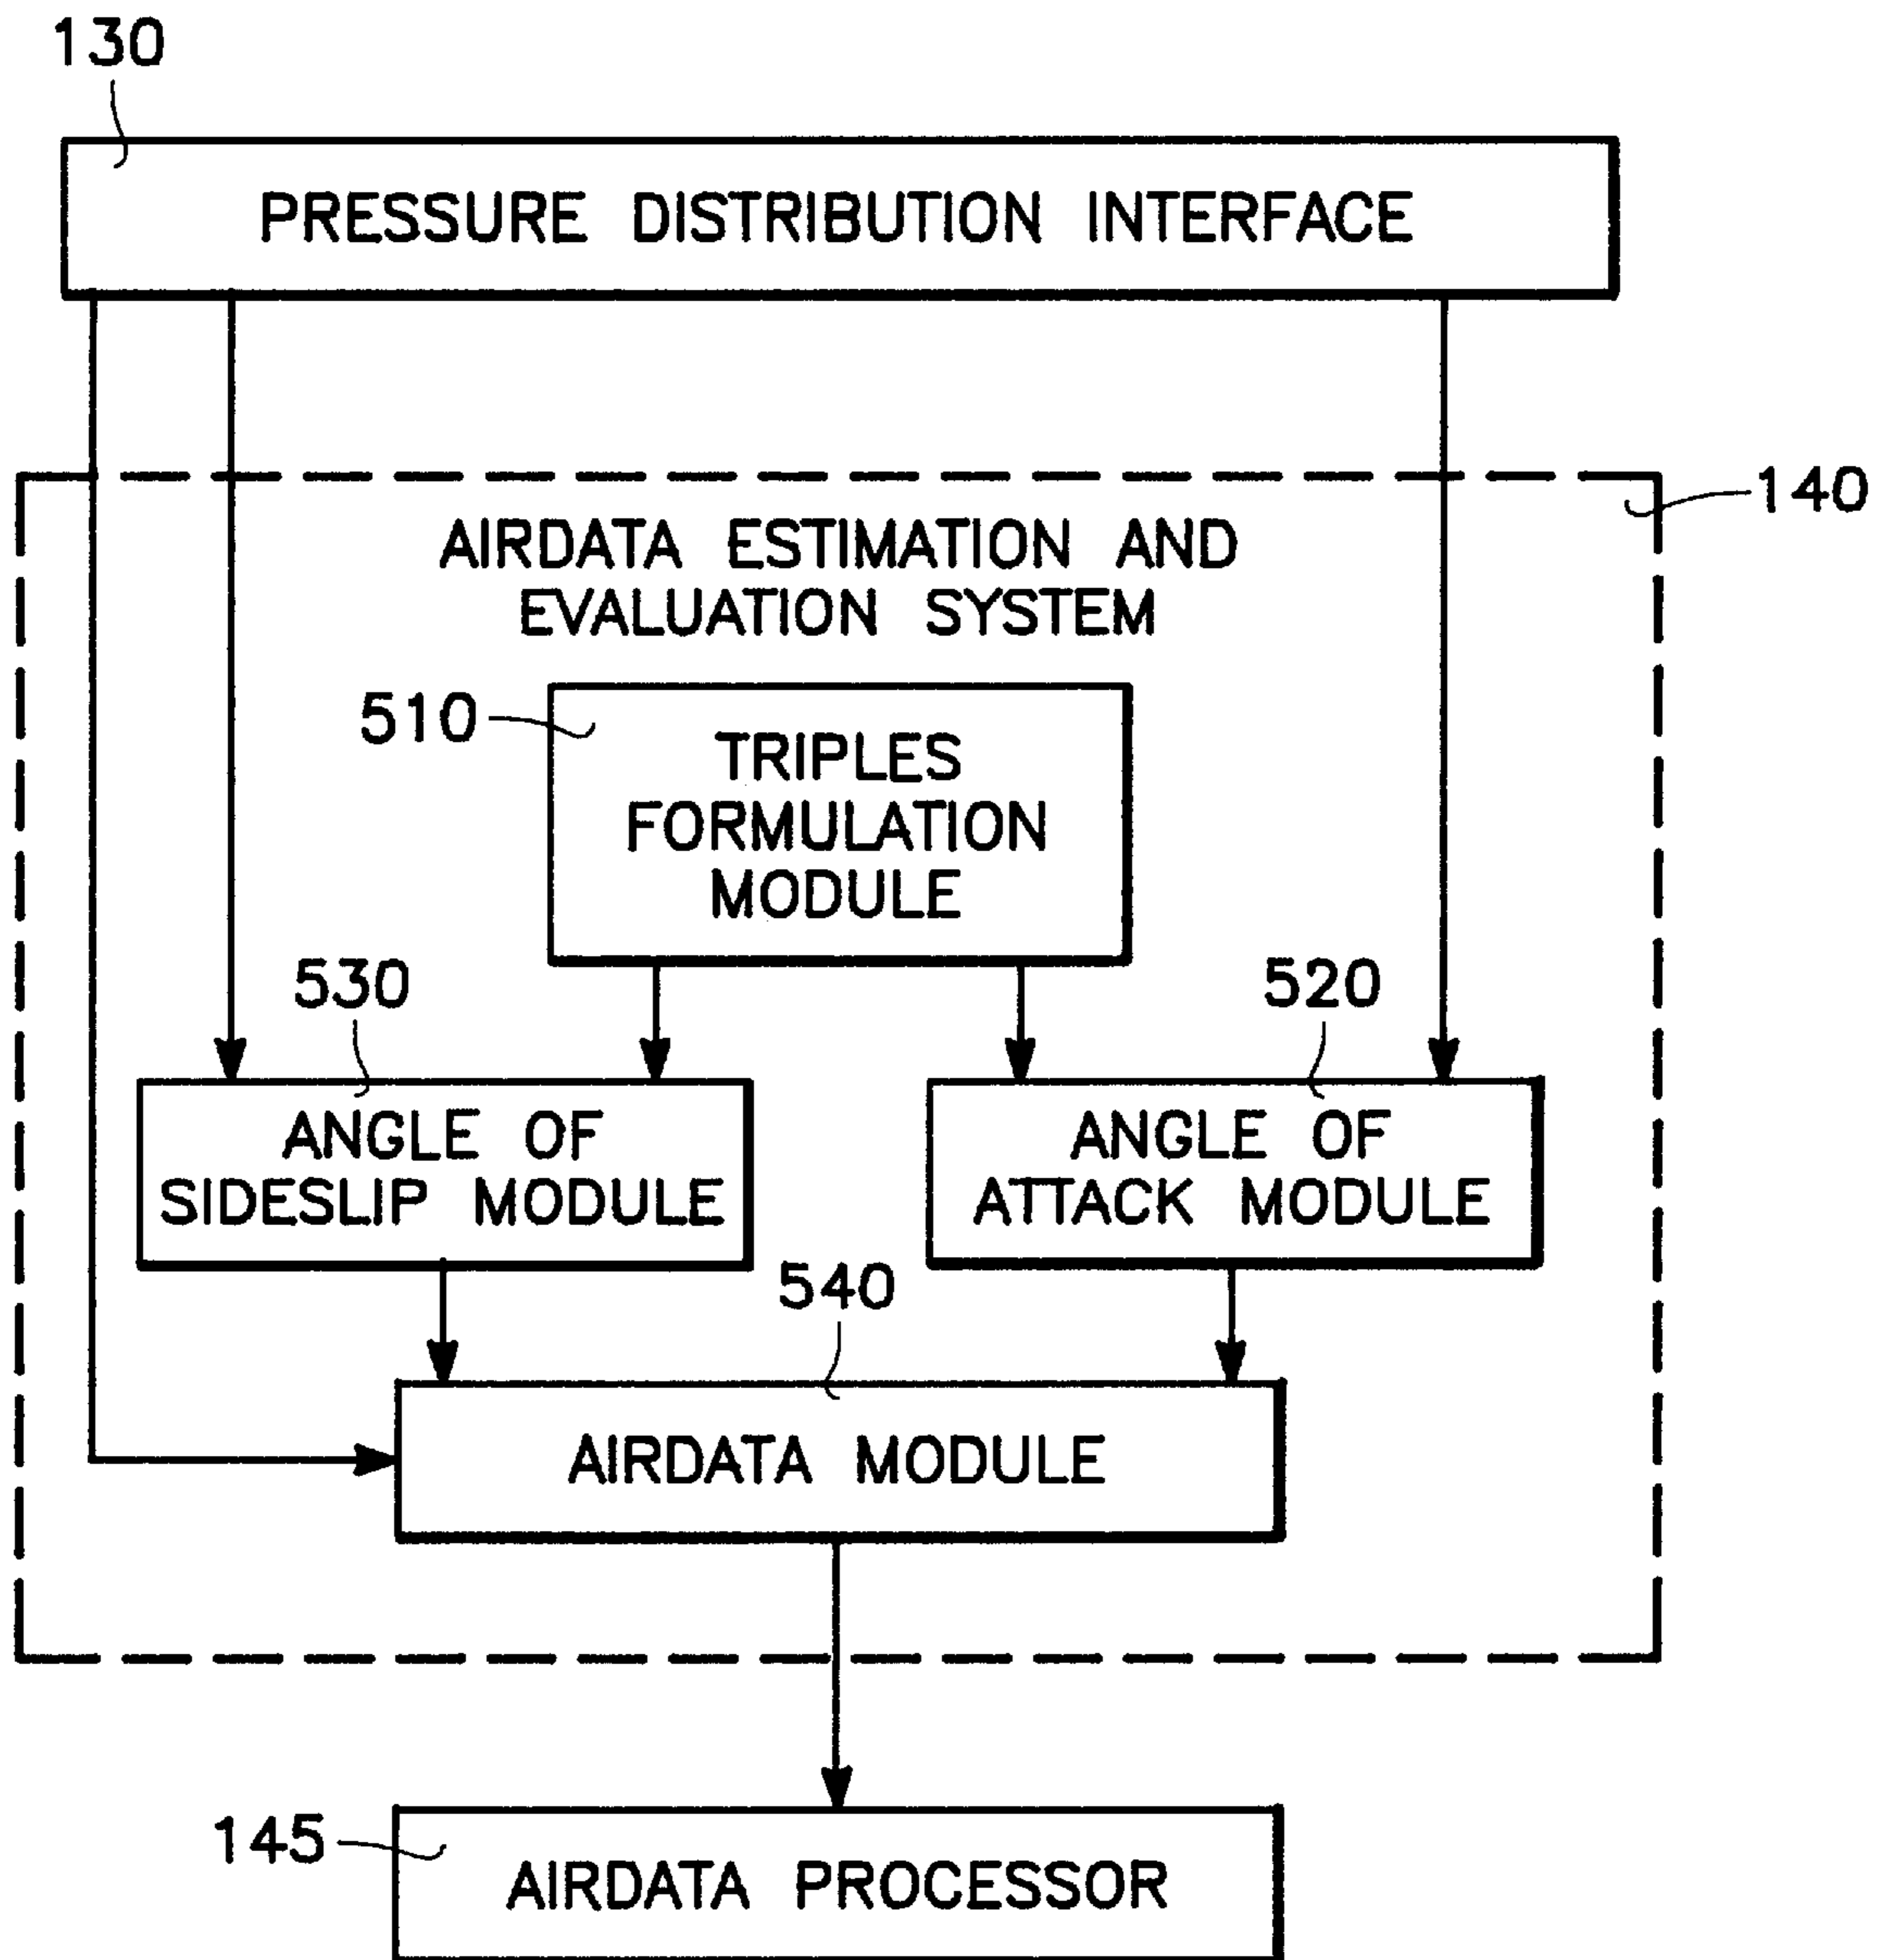 130
PRESSURE DISTRIBUTION INTERFACE
140
AIRDATA ESTIMATION AND
EVALUATION SYSTEM
510
TRIPLES
FORMULATION
MODULE
530
520
ANGLE OF
SIDESLIP MODULE
ANGLE OF
ATTACK MODULE
540
AIRDATA MODULE
145
AIRDATA PROCESSOR